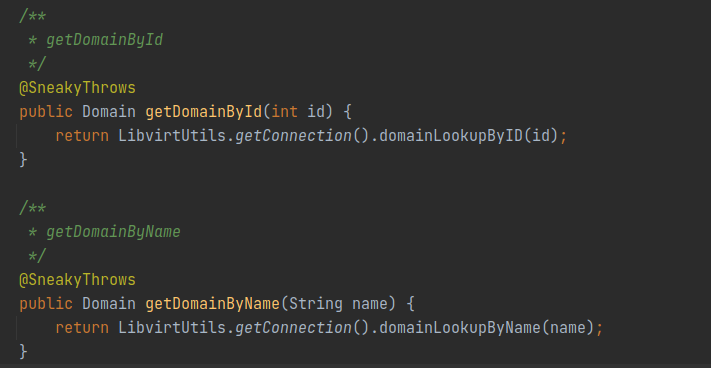 /**
 * getDomainById
 */
@SneakyThrows
public Domain getDomainById(int id) {
    return LibvirtUtils.getConnection().domainLookupByID(id);
}

/**
 * getDomainByName
 */
@SneakyThrows
public Domain getDomainByName(String name) {
    return LibvirtUtils.getConnection().domainLookupByName(name);
}